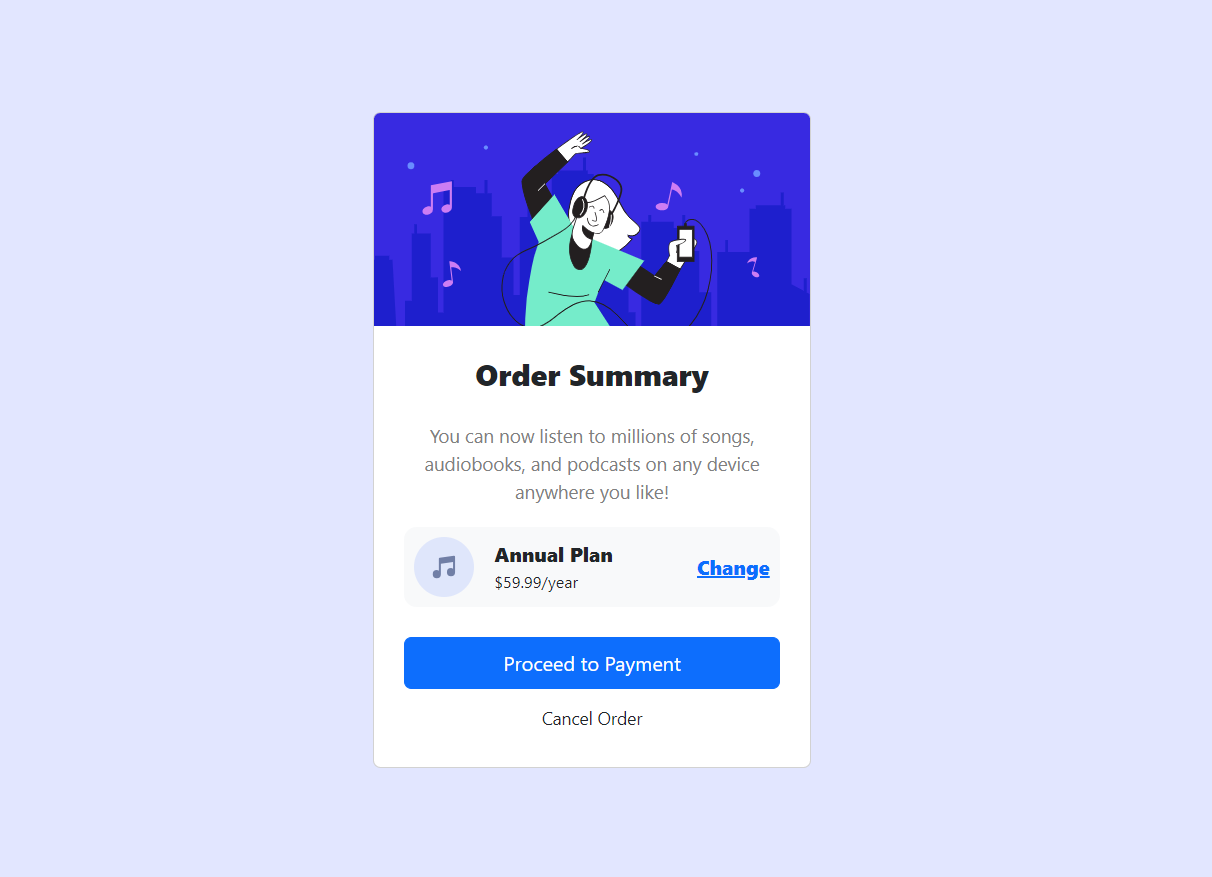 Order Summary
You can now listen to millions of songs,
audiobooks, and podcasts on any device
anywhere you like!
Annual Plan
$59.99/year
Change
Proceed to Payment
Cancel Order